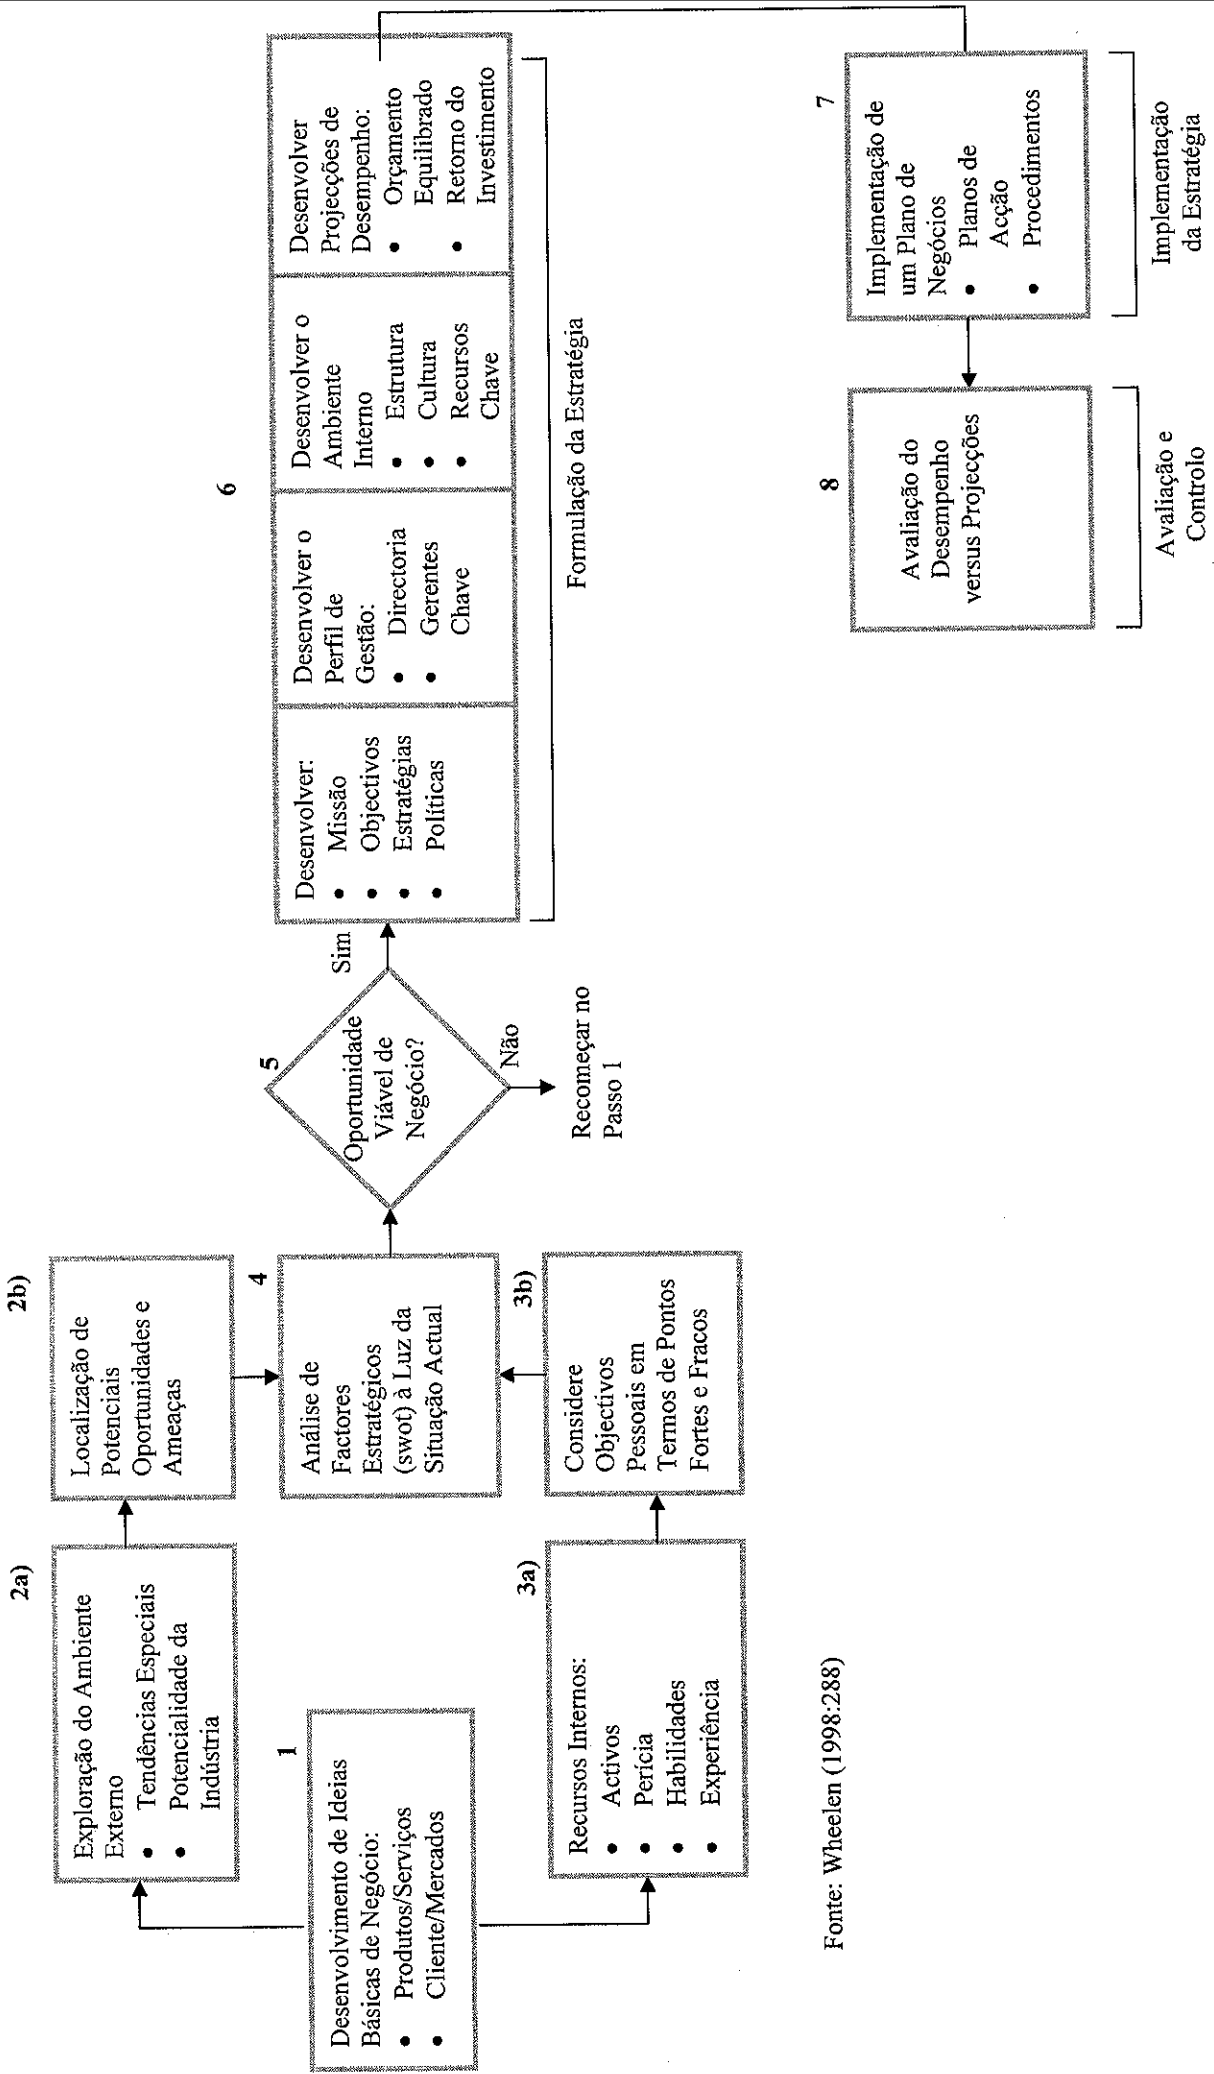 2a)
Exploração do Ambiente
Externo
• Tendências Especiais
• Potencialidade da
Indústria
2b)
Localização de
Potenciais
Oportunidades e
Ameaças
1
Desenvolvimento de Ideias
Básicas de Negócio:
• Produtos/Serviços
• Cliente/Mercados
4
Análise de
Factores
Estratégicos
(swot) à Luz da
Situação Actual
3a)
Recursos Internos:
• Activos
• Perícia
• Habilidades
• Experiência
3b)
Considere
Objectivos
Pessoais em
Termos de Pontos
Fortes e Fracos
5
Oportunidade
Viável de
Negócio?
Sim
Não
Recomeçar no
Passo 1
6
Desenvolver:
• Missão
• Objectivos
• Estratégias
• Políticas
Desenvolver o
Perfil de
Gestão:
• Directoria
• Gerentes
Chave
Desenvolver o
Ambiente
Interno
• Estrutura
• Cultura
• Recursos
Chave
Desenvolver
Projecções de
Desempenho:
• Orçamento
Equilibrado
• Retorno do
Investimento
Formulação da Estratégia
7
Implementação de
um Plano de
Negócios
• Planos de
Acção
• Procedimentos
Implementação
da Estratégia
8
Avaliação do
Desempenho
versus Projecções
Avaliação e
Controlo
Fonte: Wheelen (1998:288)